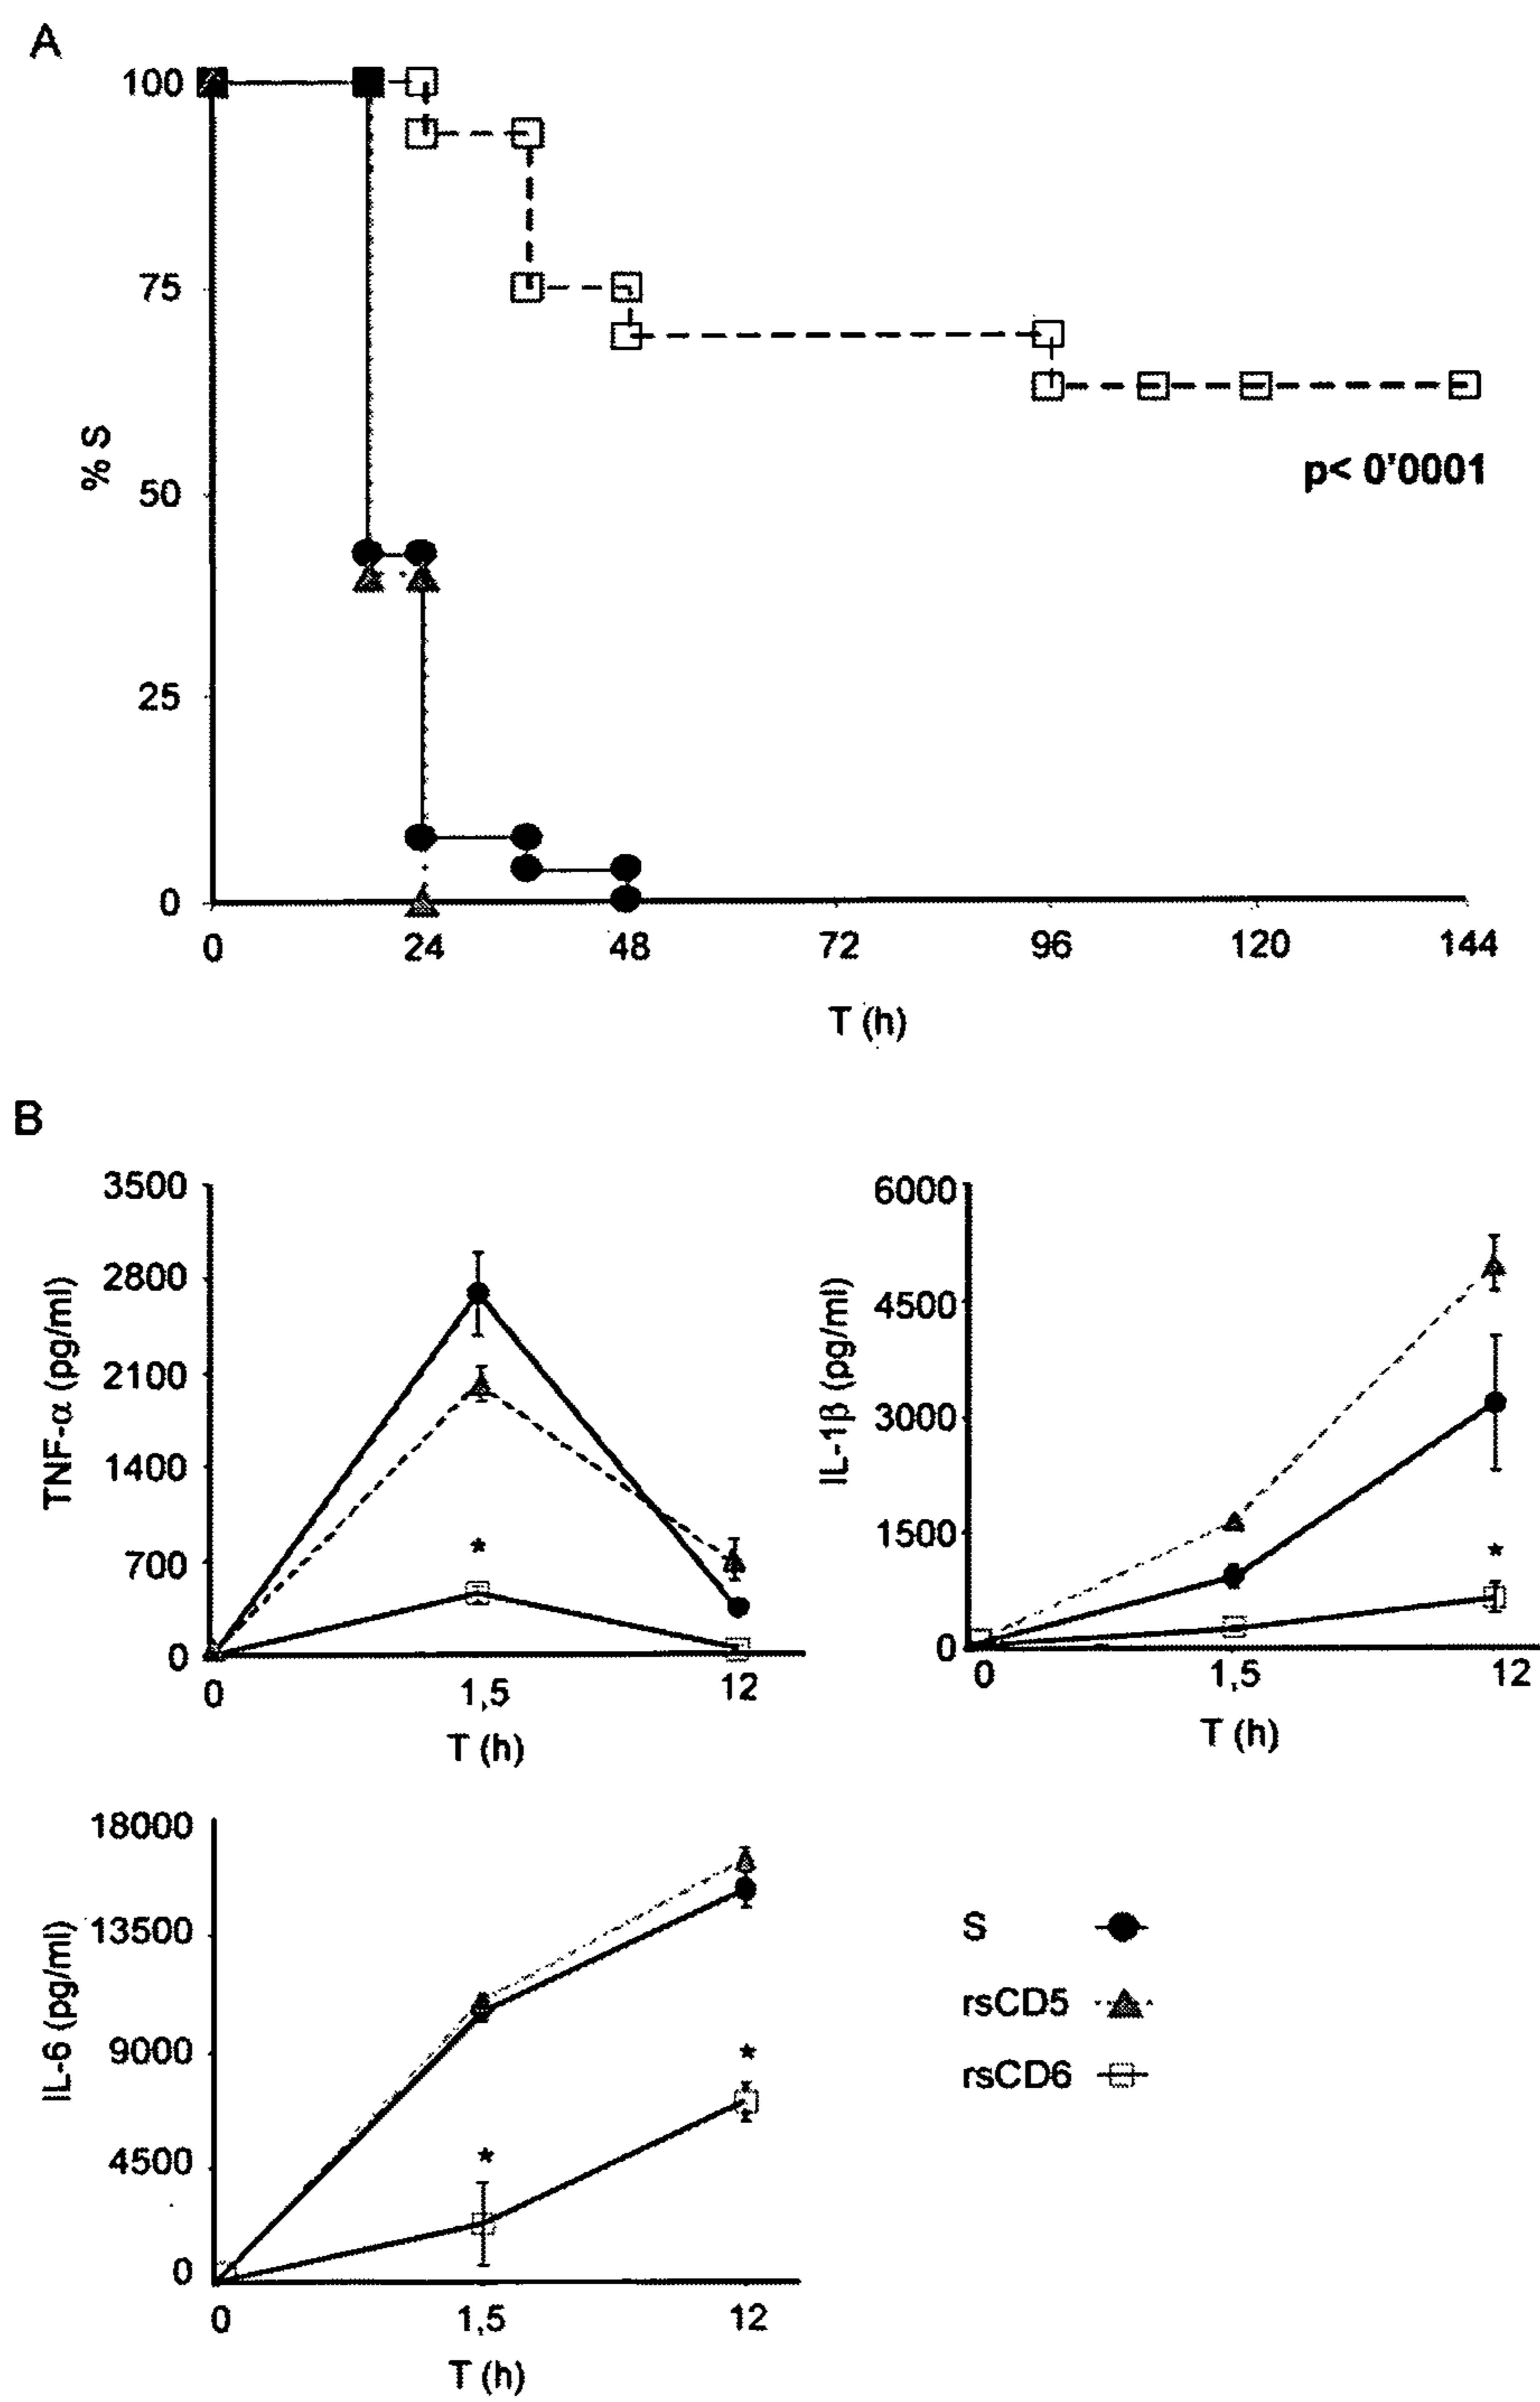 A
100
75
50
25
0
% S
p< 0'0001
0 24 48 72 96 120 144
T (h)
B
3500
2800
2100
1400
700
0
TNF-α (pg/ml)
0 1,5 12
T (h)
6000
4500
3000
1500
0
IL-1β (pg/ml)
*
0 1,5 12
T (h)
*
18000
13500
9000
4500
0
IL-6 (pg/ml)
*
*
0 1,5 12
T (h)
S
rsCD5
rsCD6